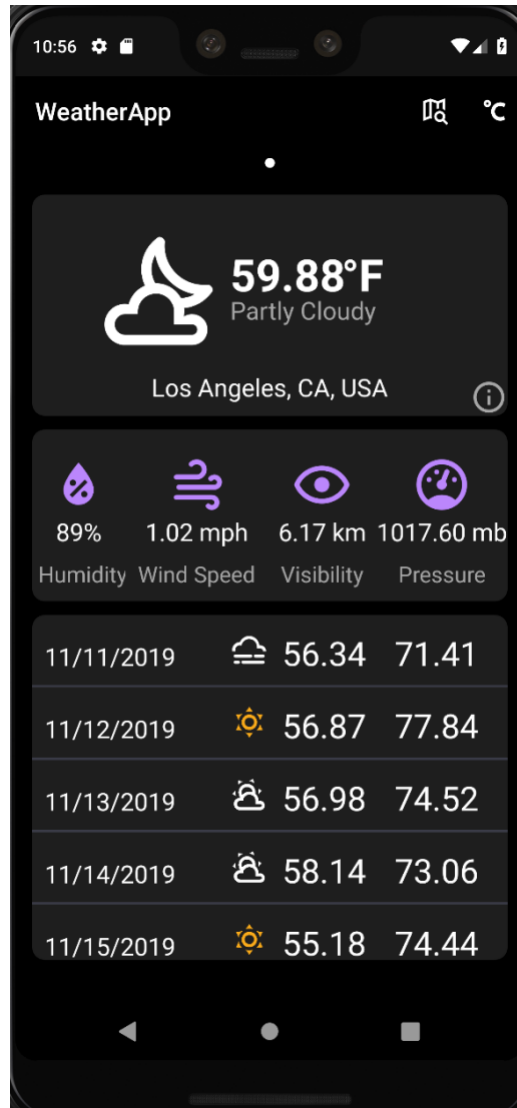 10:56
WeatherApp °C
59.88°F
Partly Cloudy
Los Angeles, CA, USA
89% 1.02 mph 6.17 km 1017.60 mb
Humidity Wind Speed Visibility Pressure
11/11/2019 56.34 71.41
11/12/2019 56.87 77.84
11/13/2019 56.98 74.52
11/14/2019 58.14 73.06
11/15/2019 55.18 74.44